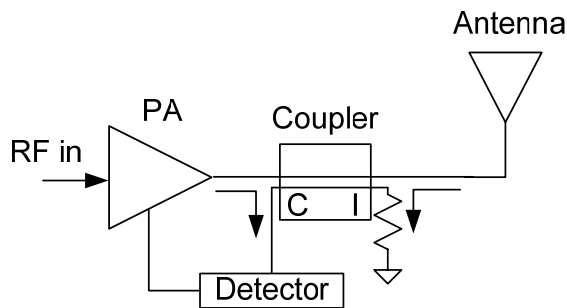 Antenna
PA
Coupler
RF in
C I
Detector